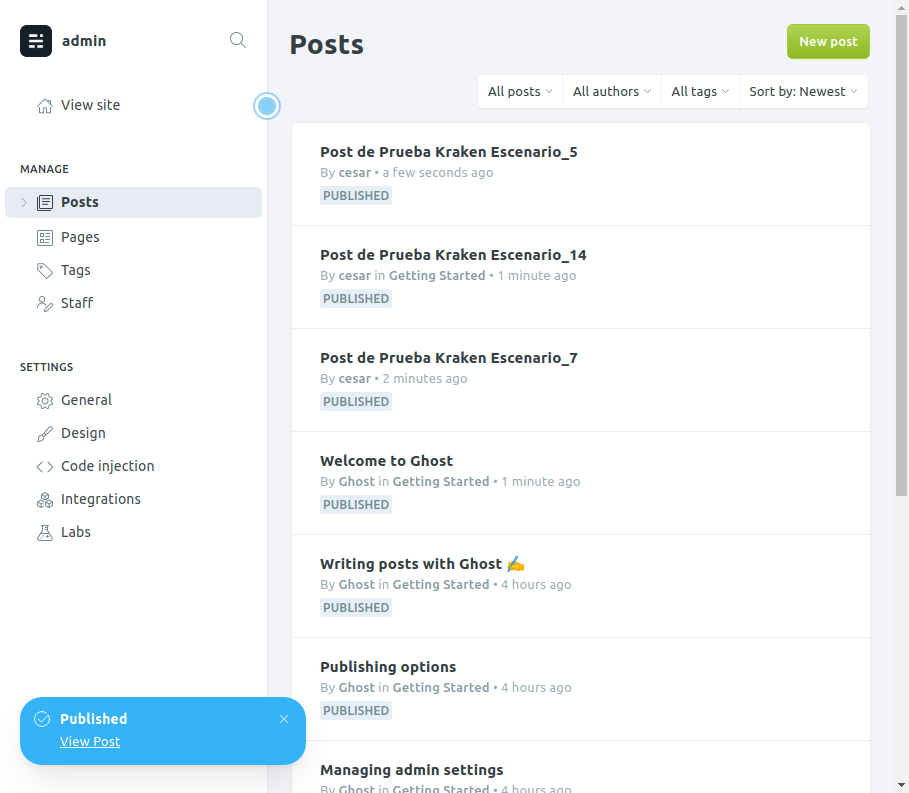 admin
View site
MANAGE
Posts
Pages
Tags
Staff
SETTINGS
General
Design
Code injection
Integrations
Labs
Posts
New post
All posts
All authors
All tags
Sort by: Newest
Post de Prueba Kraken Escenario_5
By cesar • a few seconds ago
PUBLISHED
Post de Prueba Kraken Escenario_14
By cesar in Getting Started • 1 minute ago
PUBLISHED
Post de Prueba Kraken Escenario_7
By cesar • 2 minutes ago
PUBLISHED
Welcome to Ghost
By Ghost in Getting Started • 1 minute ago
PUBLISHED
Writing posts with Ghost ✍️
By Ghost in Getting Started • 4 hours ago
PUBLISHED
Publishing options
By Ghost in Getting Started • 4 hours ago
PUBLISHED
Managing admin settings
By Ghost in Getting Started • 4 hours ago
Published
View Post